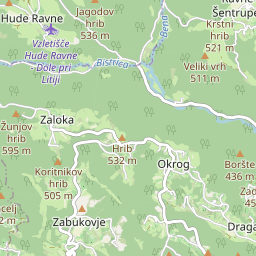 Hude Ravne
Jagodov
hrib
536 m
Krstni
hrib
521 m
Šentrupe
Vzletišče
Hude Ravne
- Dole pri
Litiji
Bistrica
Bena
Veliki vrh
511 m
Žunjov
hrib
595 m
Zaloka
Hrib
532 m
Okrog
Koritnikov
hrib
505 m
Boršte
436 m
Zabukovje
Draga